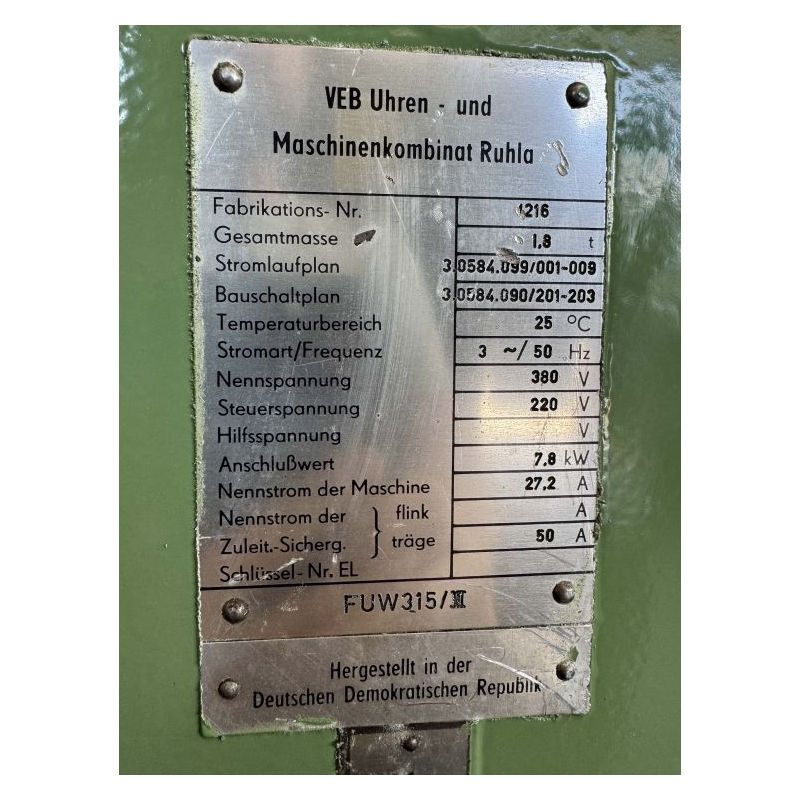 VEB Uhren - und
Maschinenkombinat Ruhla
Fabrikations- Nr. 1216
Gesamtmasse 1,8 t
Stromlaufplan 3.0584.099/001-009
Bauschaltplan 3.0584.090/201-203
Temperaturbereich 25 °C
Stromart/Frequenz 3 ~/ 50 Hz
Nennspannung 380 V
Steuerspannung 220 V
Hilfsspannung V
Anschlußwert 7.8 kW
Nennstrom der Maschine 27.2 A
Nennstrom der } flink A
Zuleit.-Sicherg. } träge 50 A
Schlüssel- Nr. EL
FUW315/
Hergestellt in der
Deutschen Demokratischen Republik